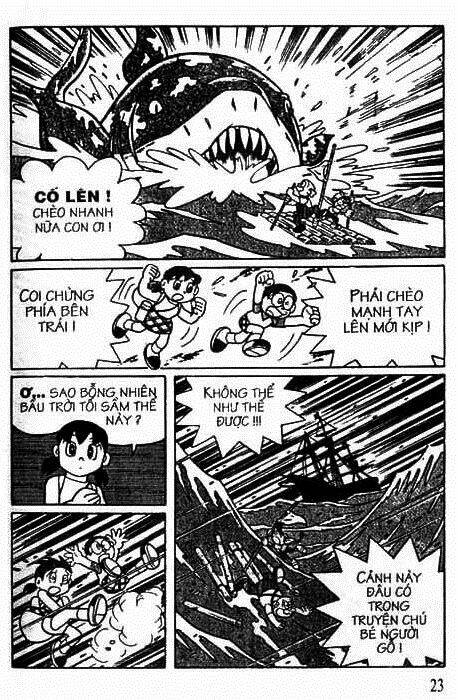 CỐ LÊN !
CHÈO NHANH
NỮA CON ƠI !
COI CHỪNG
PHÍA BÊN
TRÁI !
PHẢI CHÈO
MẠNH TAY
LÊN MỚI KỊP !
Ơ,.. SAO BỖNG NHIÊN
BẦU TRỜI TỐI SẦM THẾ
NÀY ?
KHÔNG THỂ
NHƯ THẾ
ĐƯỢC !!!
CẢNH NÀY
ĐÂU CÓ
TRONG
TRUYỆN CHÚ
BÉ NGƯỜI
GỖ !
23